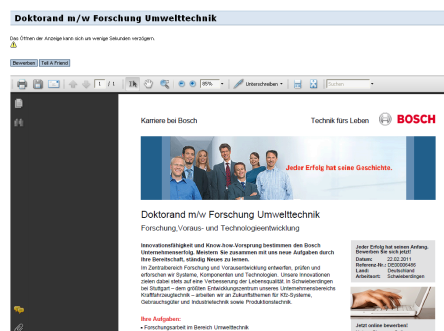 Doktorand m/w Forschung Umwelttechnik
Das Öffnen der Anzeige kann sich um wenige Sekunden verzögern.
Bewerben Tell A Friend
1 / 1 85% Unterschreiben Suchen
Karriere bei Bosch Technik fürs Leben BOSCH
Jeder Erfolg hat seine Geschichte.
Doktorand m/w Forschung Umwelttechnik
Forschung,Voraus- und Technologieentwicklung
Innovationsfähigkeit und Know-how-Vorsprung bestimmen den Bosch
Unternehmenserfolg. Meistern Sie zusammen mit uns neue Aufgaben durch
Ihre Bereitschaft, ständig Neues zu lernen.
Im Zentralbereich Forschung und Vorausentwicklung entwerfen, prüfen und
erforschen wir Systeme, Komponenten und Technologien. Unsere Innovationen
zielen dabei stets auf eine Verbesserung der Lebensqualität. In Schwieberdingen
bei Stuttgart – dem größten Entwicklungszentrum unseres Unternehmensbereichs
Kraftfahrzeugtechnik – arbeiten wir an Zukunftsthemen für Kfz-Systeme,
Gebrauchsgüter und Industrietechnik sowie Produktionstechnik.
Ihre Aufgaben:
• Forschungsarbeit im Bereich Umwelttechnik
Jeder Erfolg hat seinen Anfang.
Bewerben Sie sich jetzt!
Datum: 22.02.2011
Referenz-Nr.: DE00006456
Land: Deutschland
Arbeitsort: Schwieberdingen
Jetzt online bewerben!